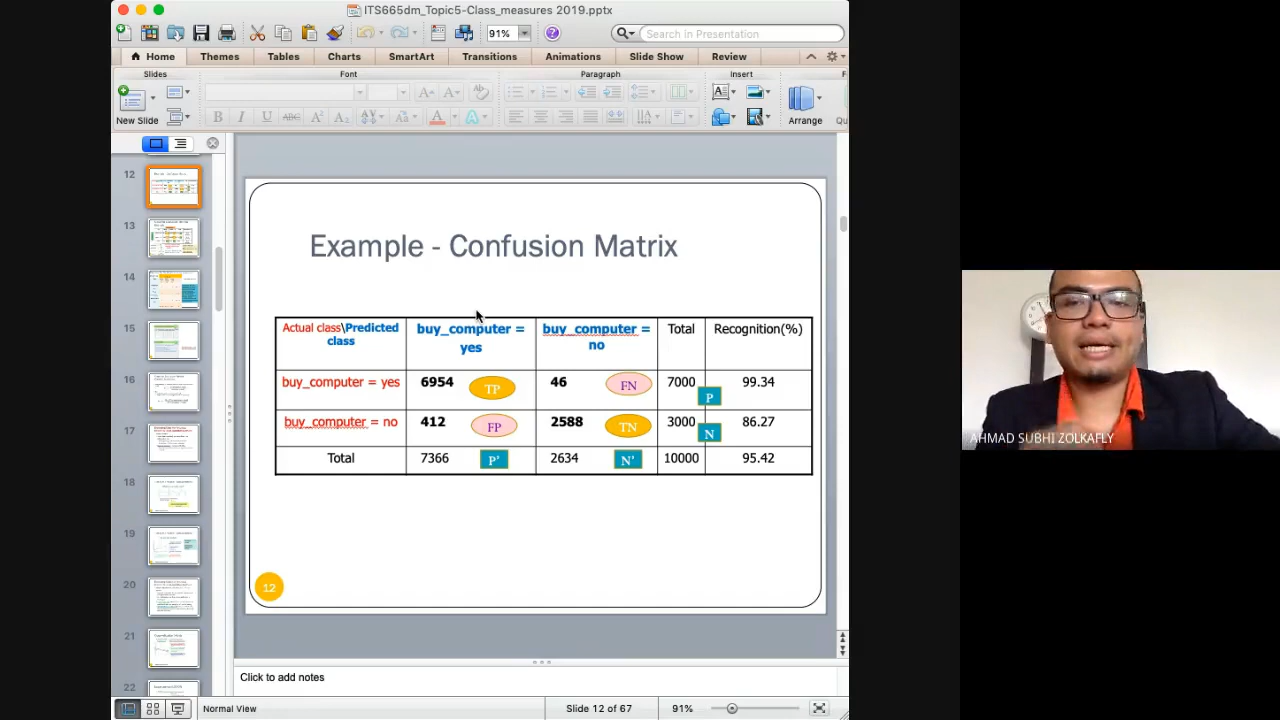 ITS665dm_Topic5-Class_measures 2019.pptx
91%
Search in Presentation
Home Themes Tables Charts SmartArt Transitions Animations Slide Show Review
Slides Font Paragraph Insert
New Slide
Arrange
12
13
14
15
16
17
18
19
20
21
22
Example - Confusion Matrix
Actual class\Predicted class buy_computer = yes buy_computer = no Total Recognition(%)
buy_computer = yes 6954 TP 46 FN 7000 P 99.34
buy_computer = no 412 FP 2588 TN 3000 N 86.27
Total 7366 P' 2634 N' 10000 95.42
12
Click to add notes
Normal View Slide 12 of 67 91%
AHMAD SUBHI ZOLKAFLY